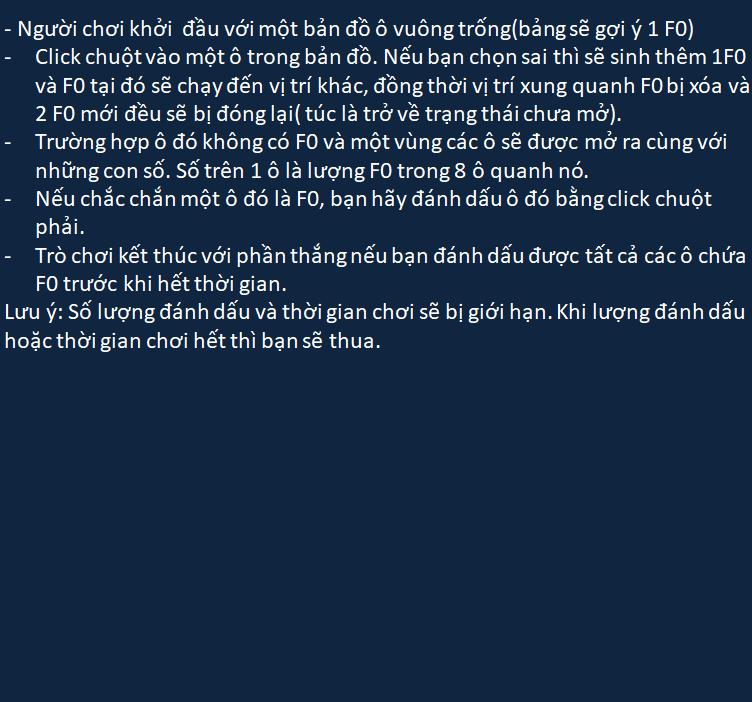 - Người chơi khởi đầu với một bản đồ ô vuông trống(bảng sẽ gợi ý 1 F0)
- Click chuột vào một ô trong bản đồ. Nếu bạn chọn sai thì sẽ sinh thêm 1F0
và F0 tại đó sẽ chạy đến vị trí khác, đồng thời vị trí xung quanh F0 bị xóa và
2 F0 mới đều sẽ bị đóng lại( túc là trở về trạng thái chưa mở).
- Trường hợp ô đó không có F0 và một vùng các ô sẽ được mở ra cùng với
những con số. Số trên 1 ô là lượng F0 trong 8 ô quanh nó.
- Nếu chắc chắn một ô đó là F0, bạn hãy đánh dấu ô đó bằng click chuột
phải.
- Trò chơi kết thúc với phần thắng nếu bạn đánh dấu được tất cả các ô chứa
F0 trước khi hết thời gian.
Lưu ý: Số lượng đánh dấu và thời gian chơi sẽ bị giới hạn. Khi lượng đánh dấu
hoặc thời gian chơi hết thì bạn sẽ thua.